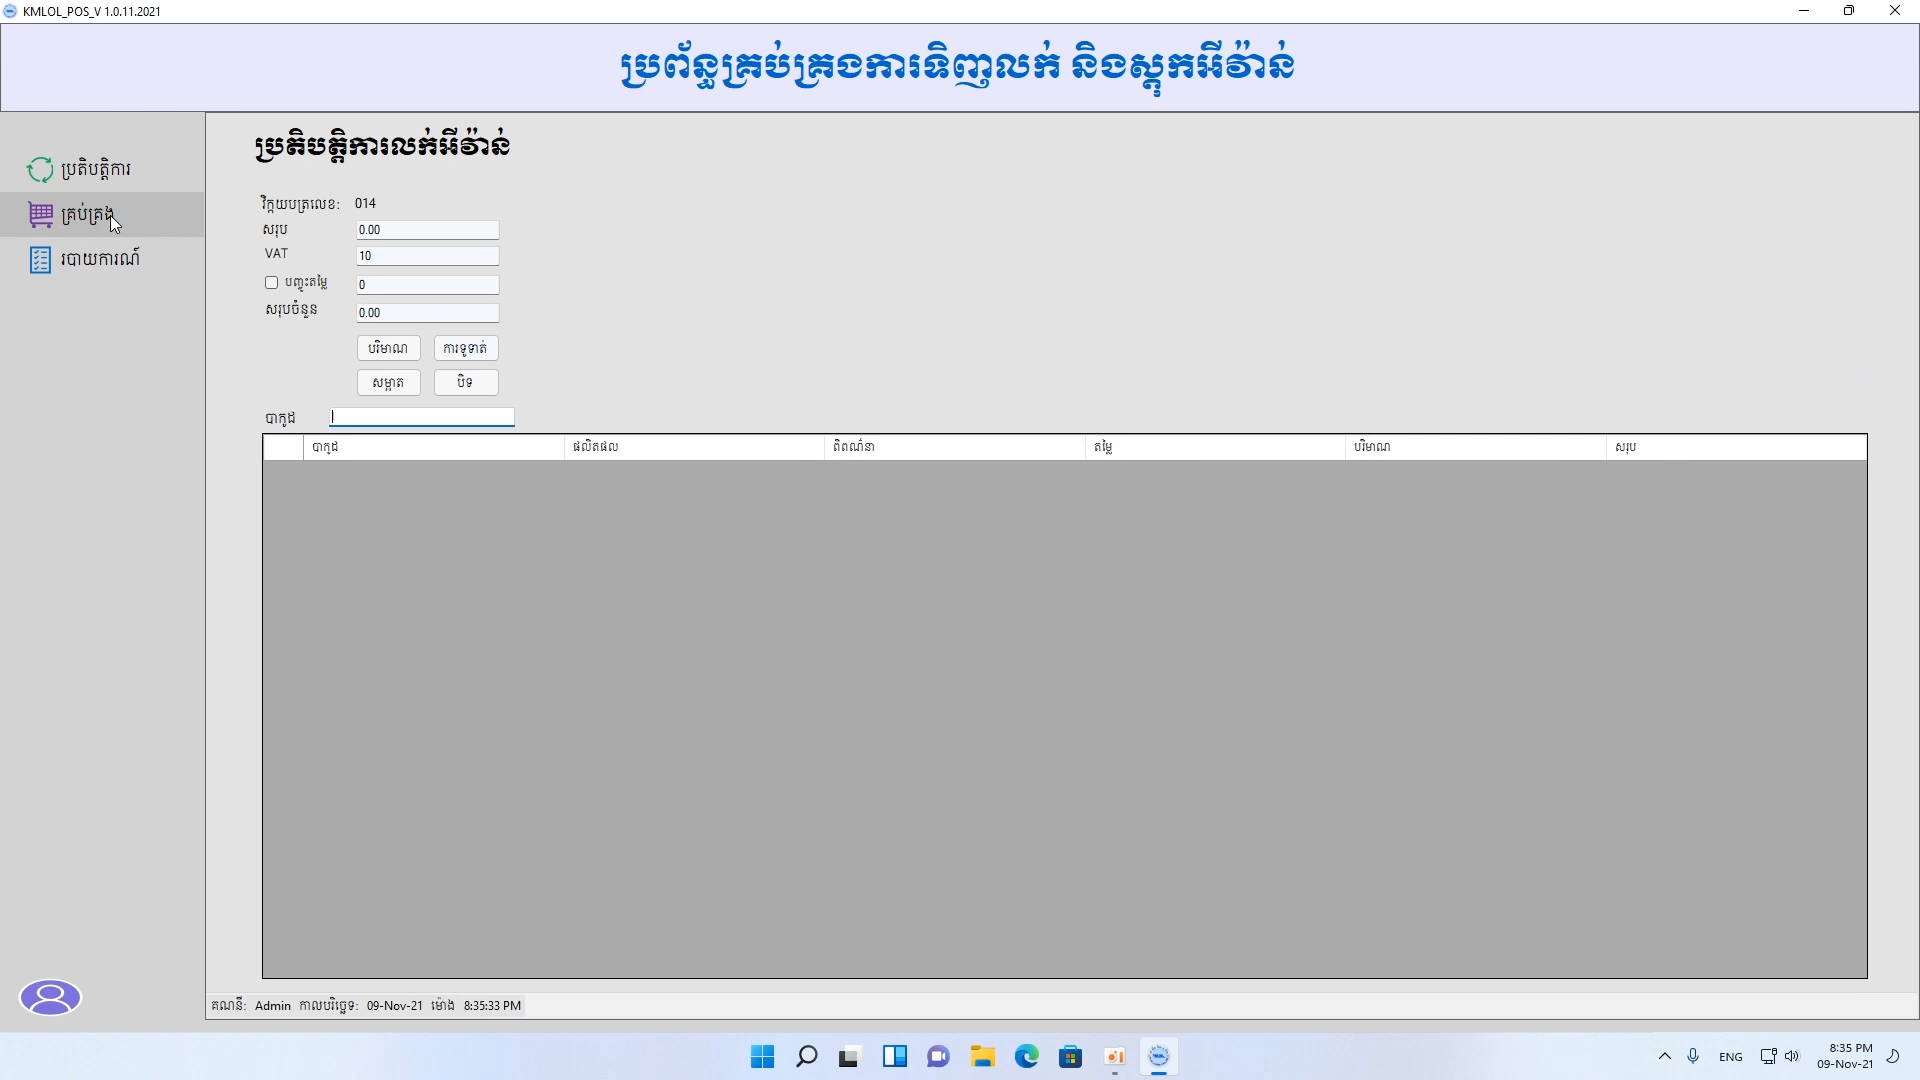 KMLOL_POS_V 1.0.11.2021
ប្រព័ន្ធគ្រប់គ្រងការទិញលក់ និងស្តុកអីវ៉ាន់
ប្រតិបត្តិការលក់អីវ៉ាន់
ប្រតិបត្តិការ
គ្រប់គ្រង
របាយការណ៍
វិក្កយបត្រលេខ: 014
សរុប 0.00
VAT 10
បញ្ចុះតម្លៃ 0
សរុបចំនួន 0.00
បរិមាណ ការទូទាត់
សម្អាត បិទ
បាកូដ
បាកូដ ផលិតផល ពិពណ៌នា តម្លៃ បរិមាណ សរុប
គណនី: Admin កាលបរិច្ឆេទ: 09-Nov-21 ម៉ោង 8:35:33 PM
ENG
8:35 PM
09-Nov-21